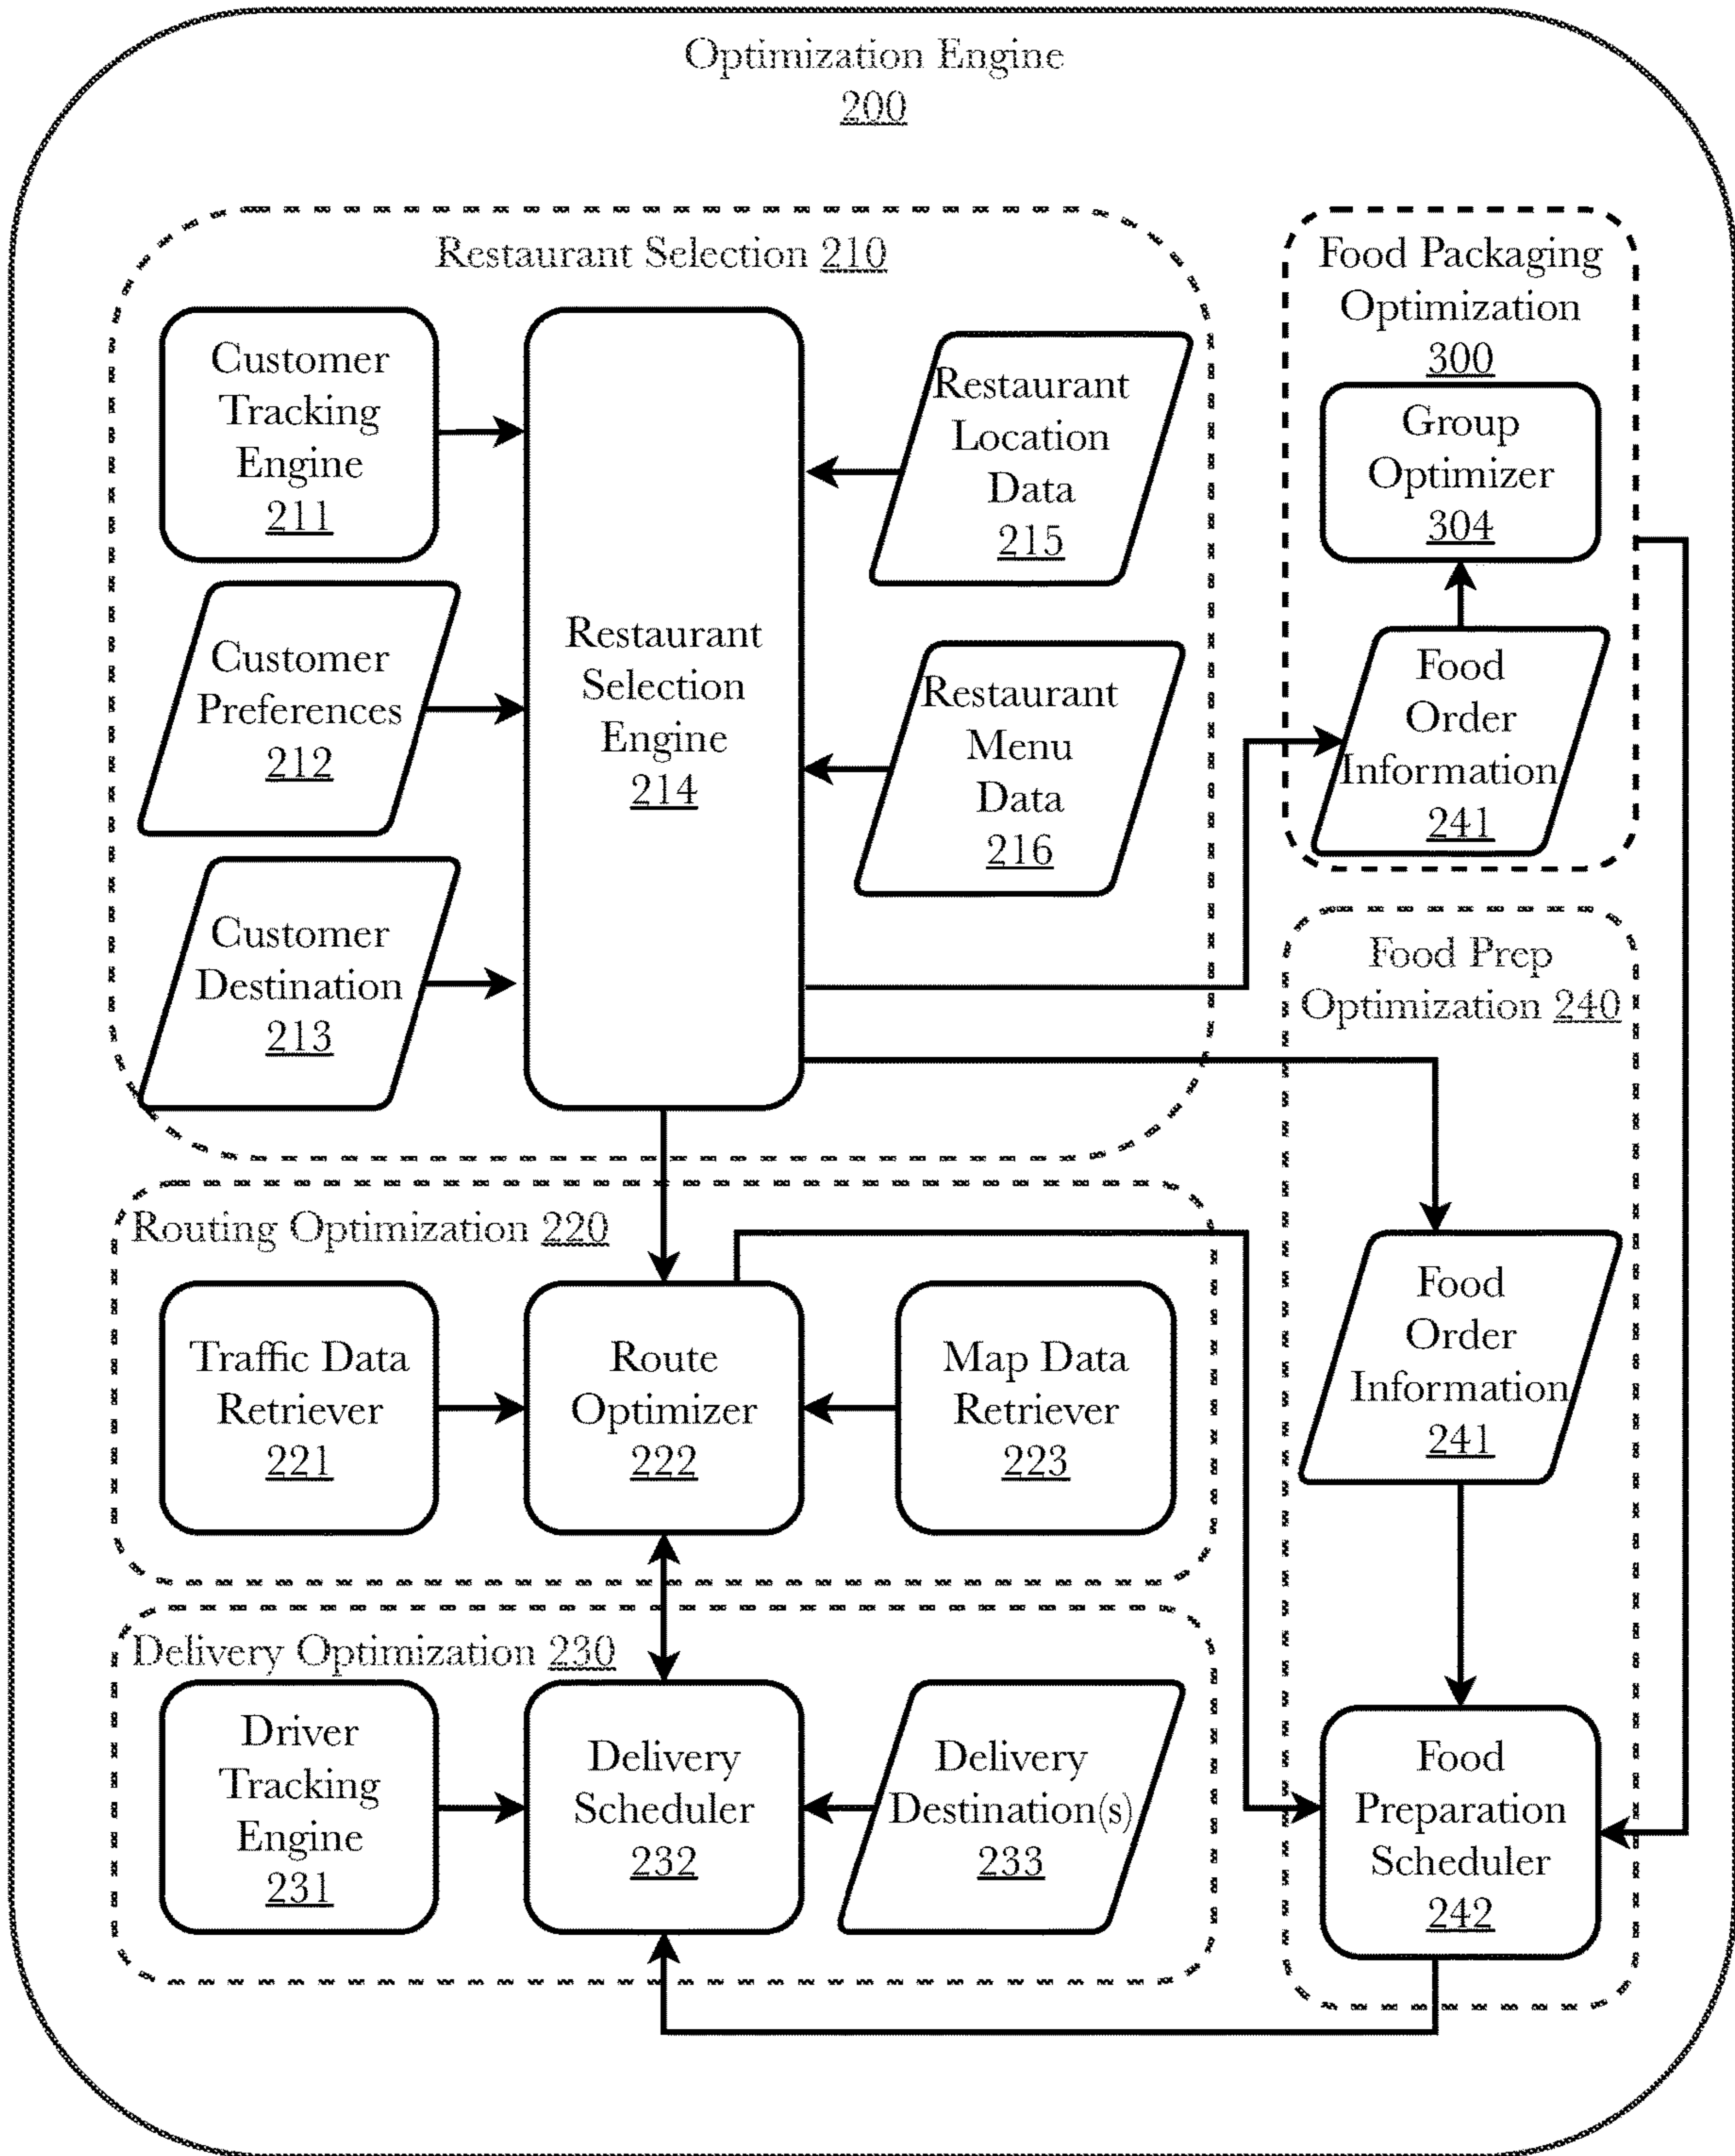 Optimization Engine
200
Restaurant Selection 210
Customer
Tracking
Engine
211
Customer
Preferences
212
Customer
Destination
213
Restaurant
Selection
Engine
214
Restaurant
Location
Data
215
Restaurant
Menu
Data
216
Food Packaging
Optimization
300
Group
Optimizer
304
Food
Order
Information
241
Food Prep
Optimization 240
Food
Order
Information
241
Food
Preparation
Scheduler
242
Routing Optimization 220
Traffic Data
Retriever
221
Route
Optimizer
222
Map Data
Retriever
223
Delivery Optimization 230
Driver
Tracking
Engine
231
Delivery
Scheduler
232
Delivery
Destination(s)
233